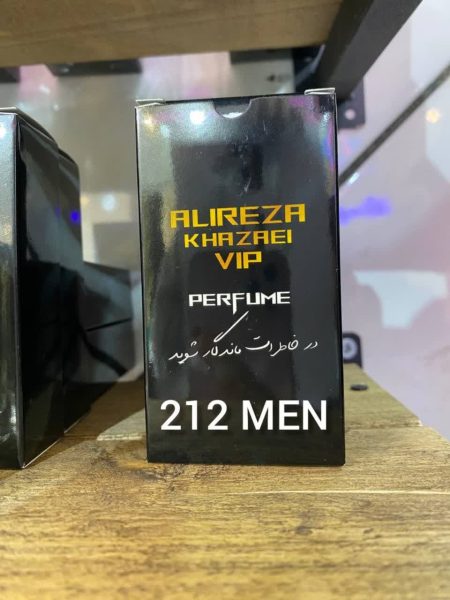 ALIREZA
KHAZAEI
VIP
PERFUME
در خاطرات ماندگار شوید
212 MEN